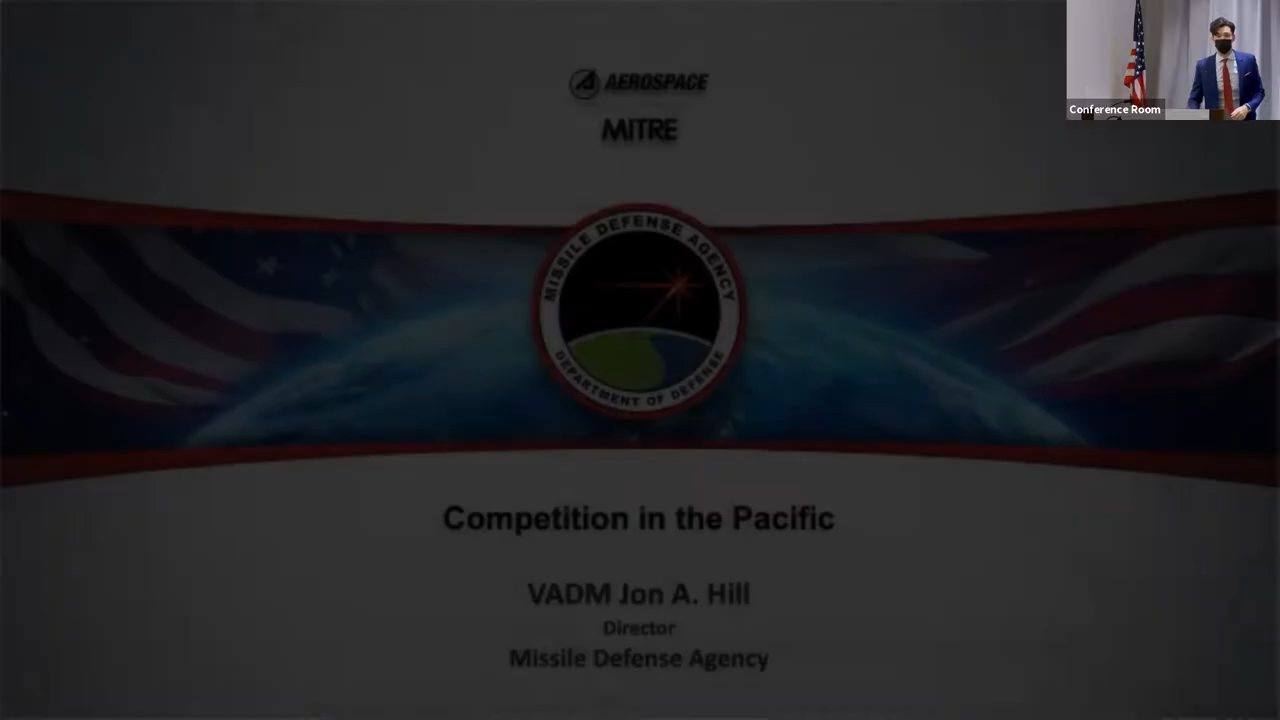 AEROSPACE
MITRE
Conference Room
MISSILE DEFENSE AGENCY
DEPARTMENT OF DEFENSE
Competition in the Pacific
VADM Jon A. Hill
Director
Missile Defense Agency